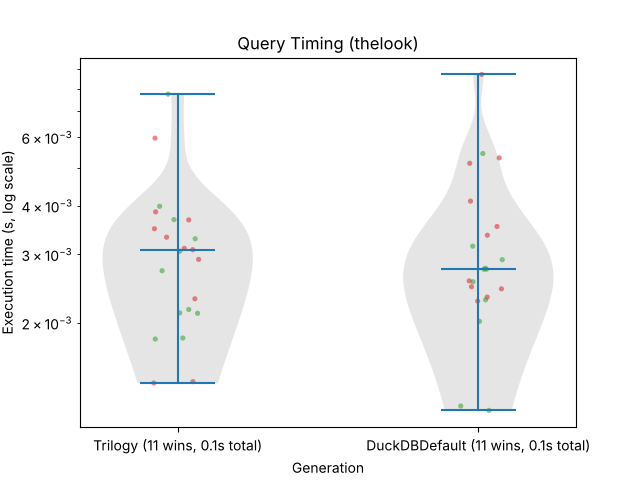 Query Timing (thelook)
Execution time (s, log scale)
6 × 10⁻³
4 × 10⁻³
3 × 10⁻³
2 × 10⁻³
Trilogy (11 wins, 0.1s total)
DuckDBDefault (11 wins, 0.1s total)
Generation